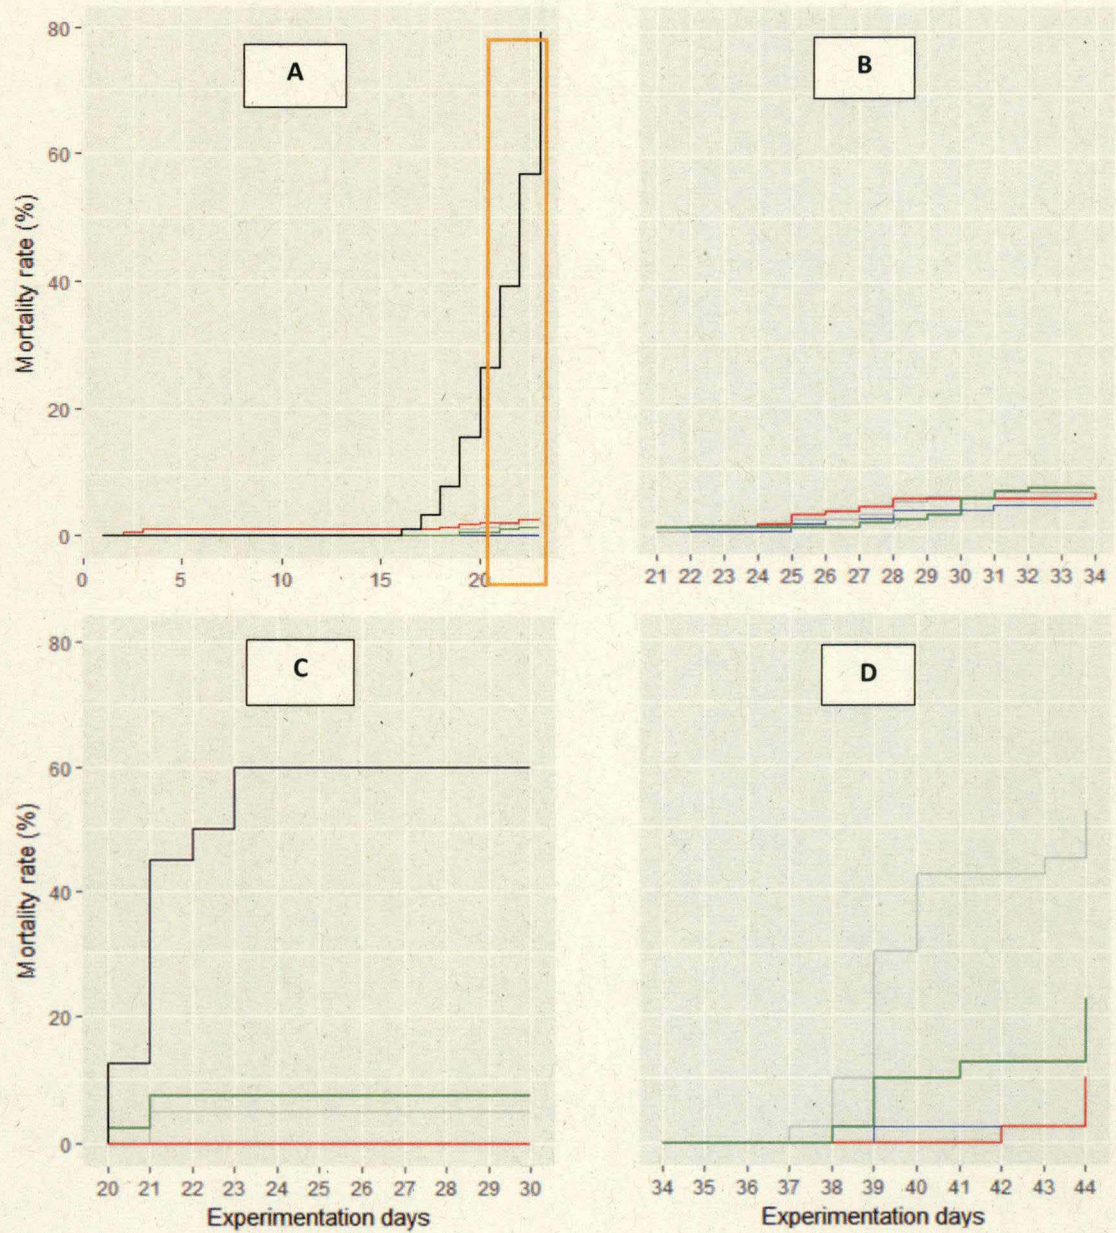 A
B
Mortality rate (%)
80
60
40
20
0
0 5 10 15 20
21 22 23 24 25 26 27 28 29 30 31 32 33 34
C
D
Mortality rate (%)
80
60
40
20
0
20 21 22 23 24 25 26 27 28 29 30
34 35 36 37 38 39 40 41 42 43 44
Experimentation days
Experimentation days